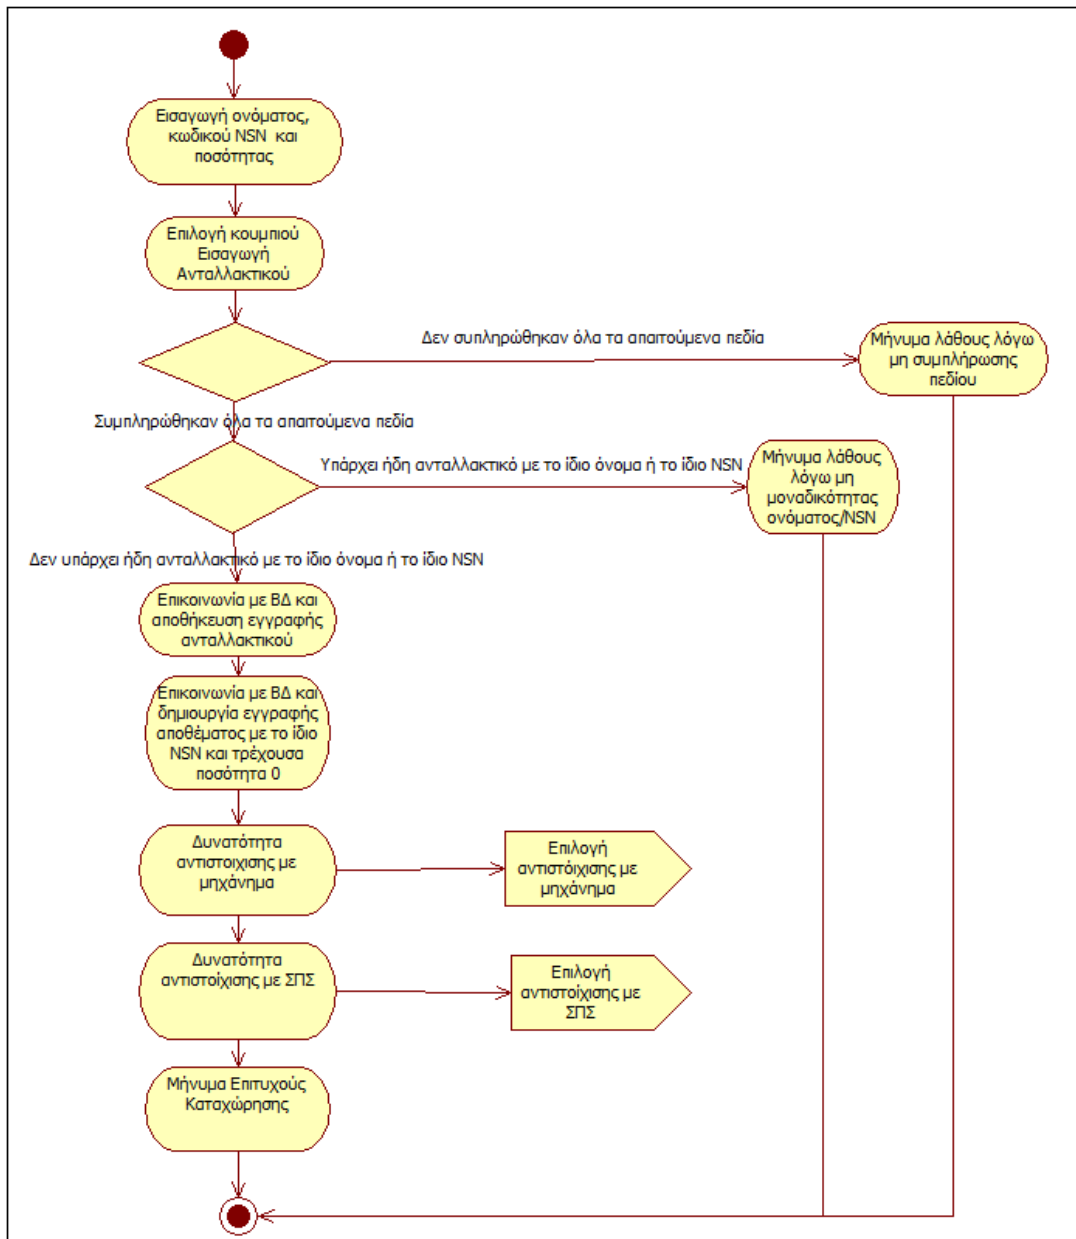 Εισαγωγή ονόματος,
κωδικού NSN και
ποσότητας
Επιλογή κουμπιού
Εισαγωγή
Ανταλλακτικού
Δεν συπληρώθηκαν όλα τα απαιτούμενα πεδία
Μήνυμα λάθους λόγω
μη συμπλήρωσης
πεδίου
Συμπληρώθηκαν όλα τα απαιτούμενα πεδία
Υπάρχει ήδη ανταλλακτικό με το ίδιο όνομα ή το ίδιο NSN
Μήνυμα λάθους
λόγω μη
μοναδικότητας
ονόματος/NSN
Δεν υπάρχει ήδη ανταλλακτικό με το ίδιο όνομα ή το ίδιο NSN
Επικοινωνία με ΒΔ και
αποθήκευση εγγραφής
ανταλλακτικού
Επικοινωνία με ΒΔ και
δημιουργία εγγραφής
αποθέματος με το ίδιο
NSN και τρέχουσα
ποσότητα 0
Δυνατότητα
αντιστοιχισης με
μηχάνημα
Επιλογή
αντιστόιχισης με
μηχάνημα
Δυνατότητα
αντιστοίχισης με ΣΠΣ
Επιλογή
αντιστοίχισης με
ΣΠΣ
Μήνυμα Επιτυχούς
Καταχώρησης